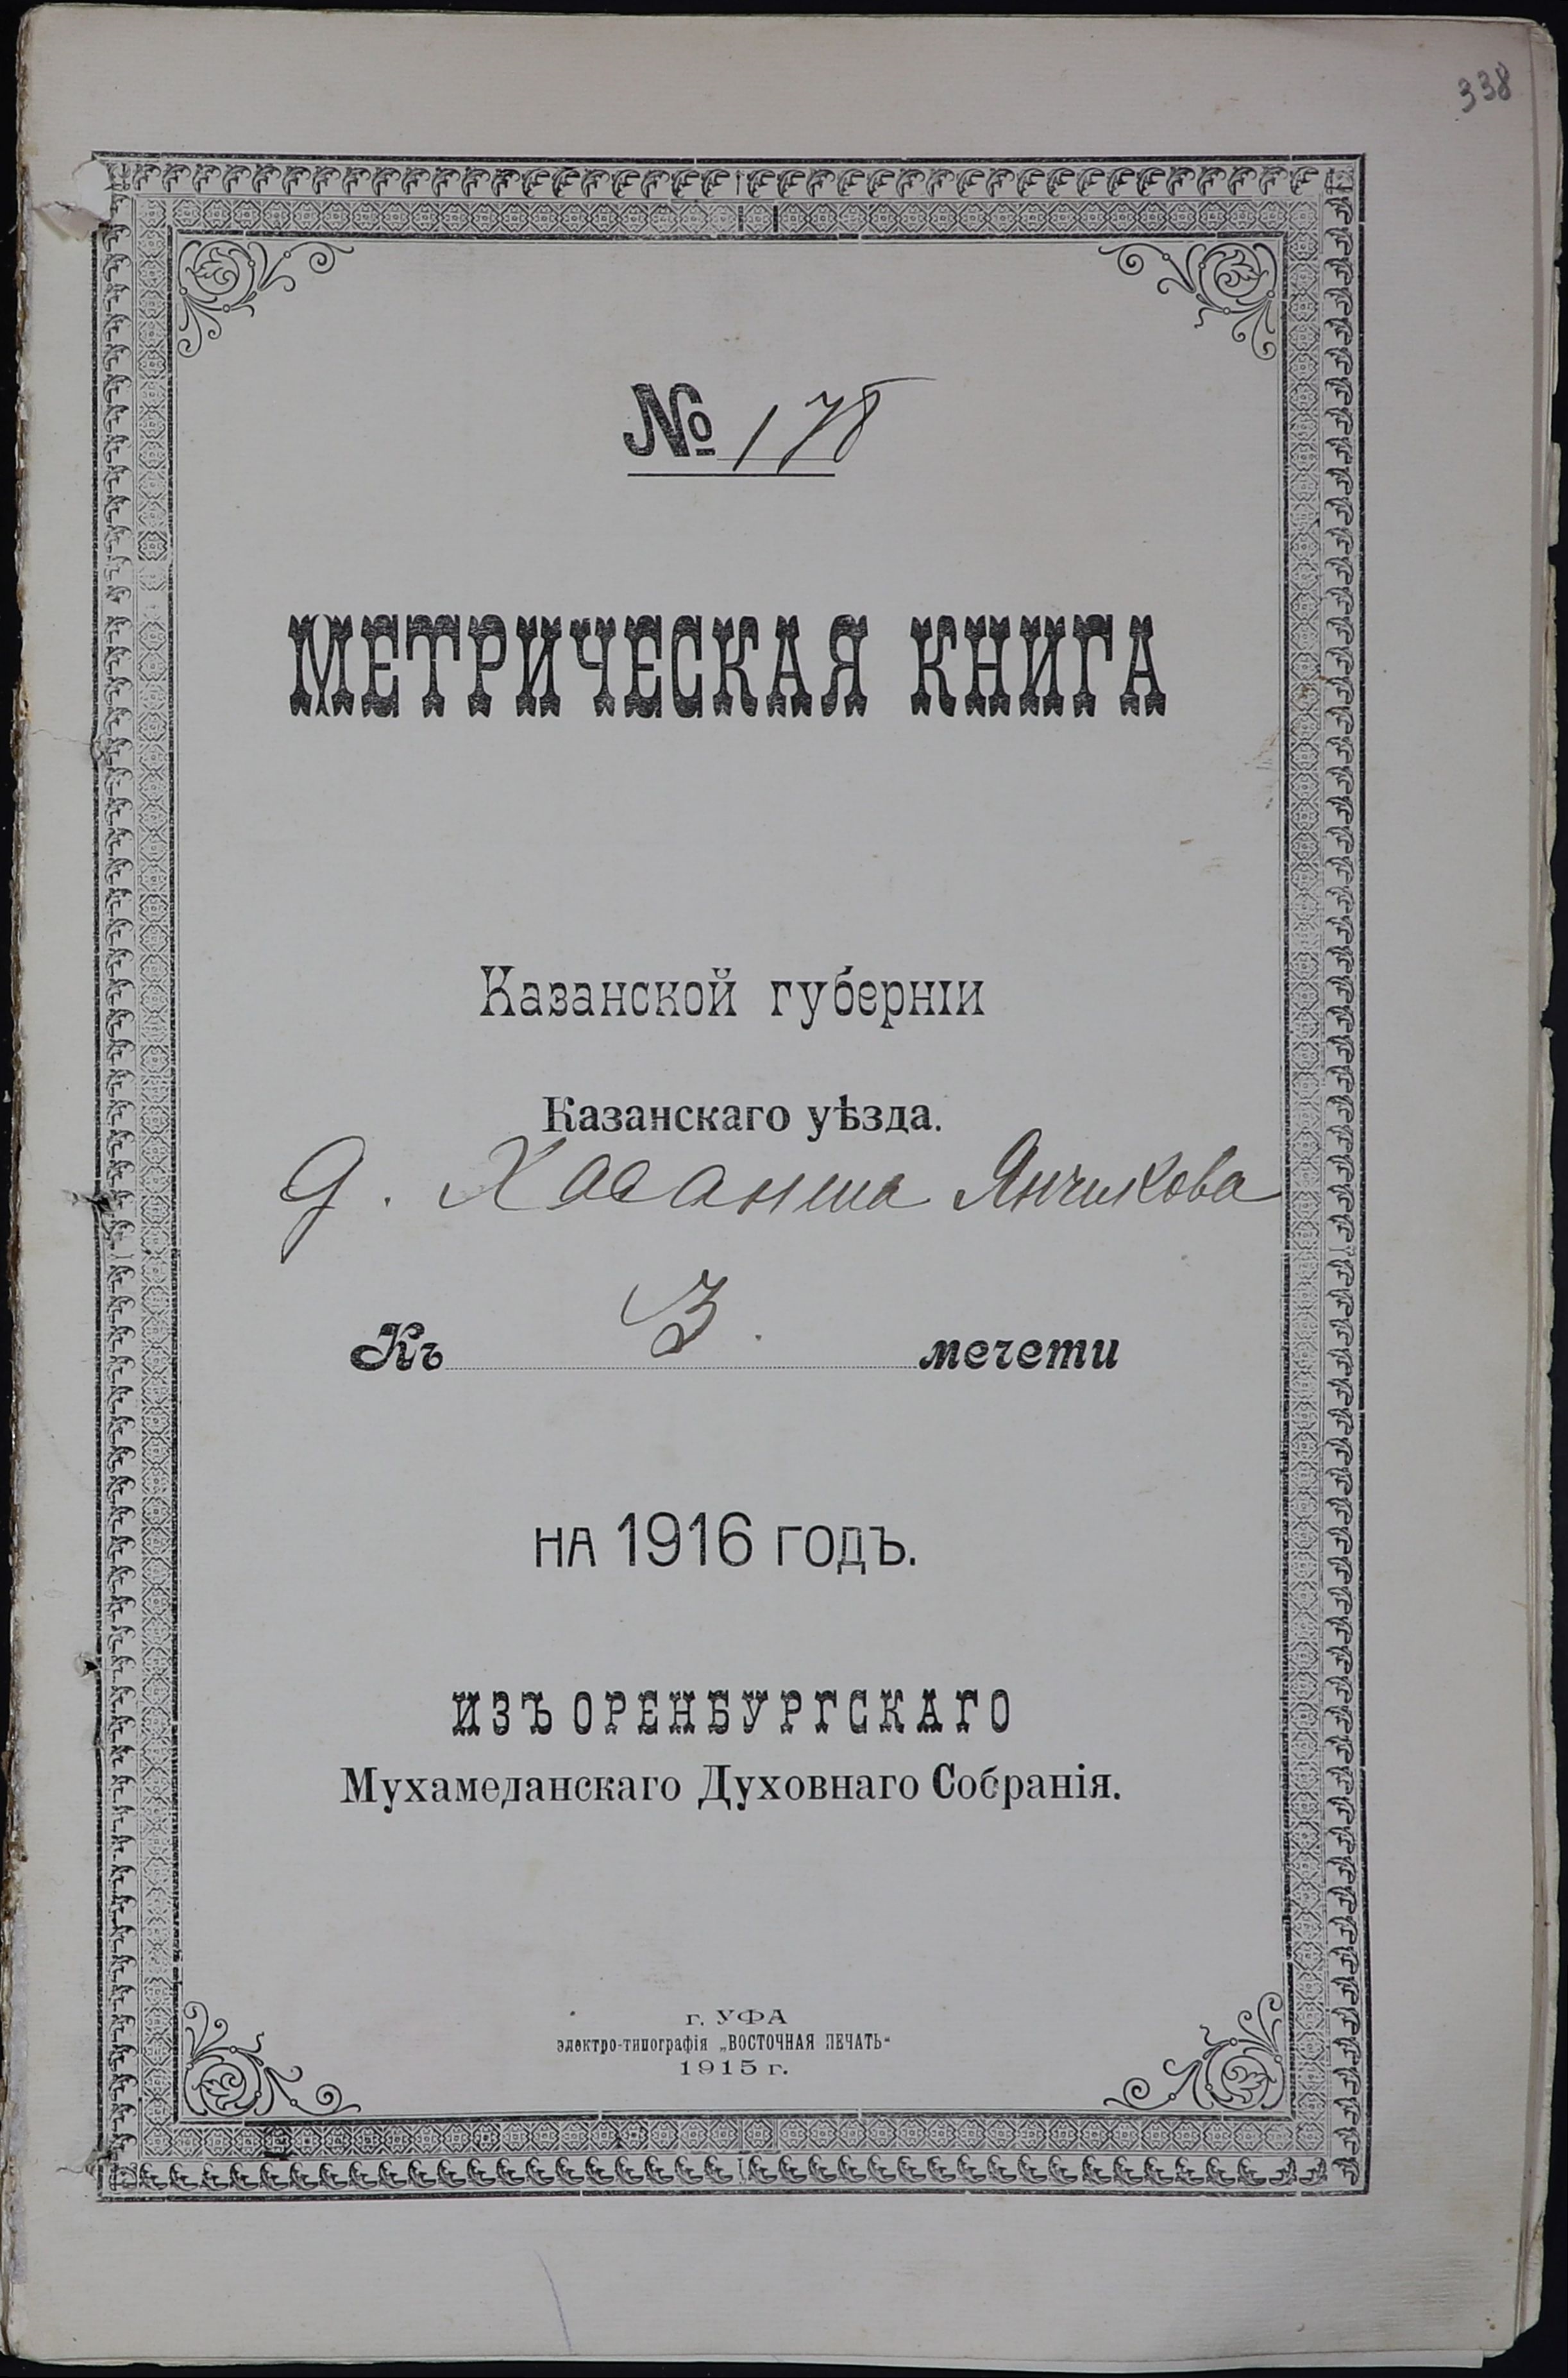 338
№ 178
МЕТРИЧЕСКАЯ КНИГА
Казанской губерніи
Казанскаго уѣзда.
д. Хасанша Янчикова
Къ 3. мечети
НА 1916 ГОДЪ.
ИЗЪ ОРЕНБУРГСКАГО
Мухамеданскаго Духовнаго Собранія.
г. УФА
электро-типографія „ВОСТОЧНАЯ ПЕЧАТЬ“
1915 г.